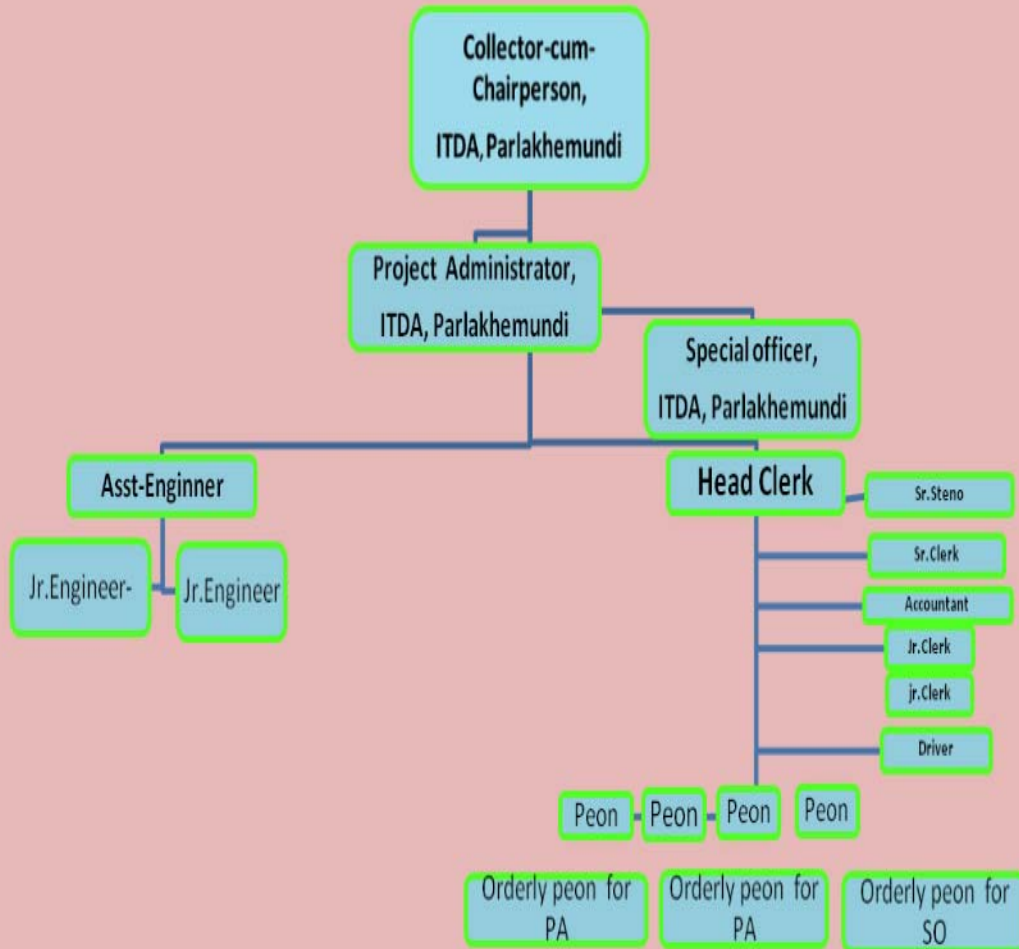 Collector-cum-
Chairperson,
ITDA, Parlakhemundi
Project Administrator,
ITDA, Parlakhemundi
Special officer,
ITDA, Parlakhemundi
Asst-Enginner
Head Clerk
Sr.Steno
Jr.Engineer-
Jr.Engineer
Sr.Clerk
Accountant
Jr.Clerk
jr.Clerk
Driver
Peon
Peon
Peon
Peon
Orderly peon for
PA
Orderly peon for
PA
Orderly peon for
SO